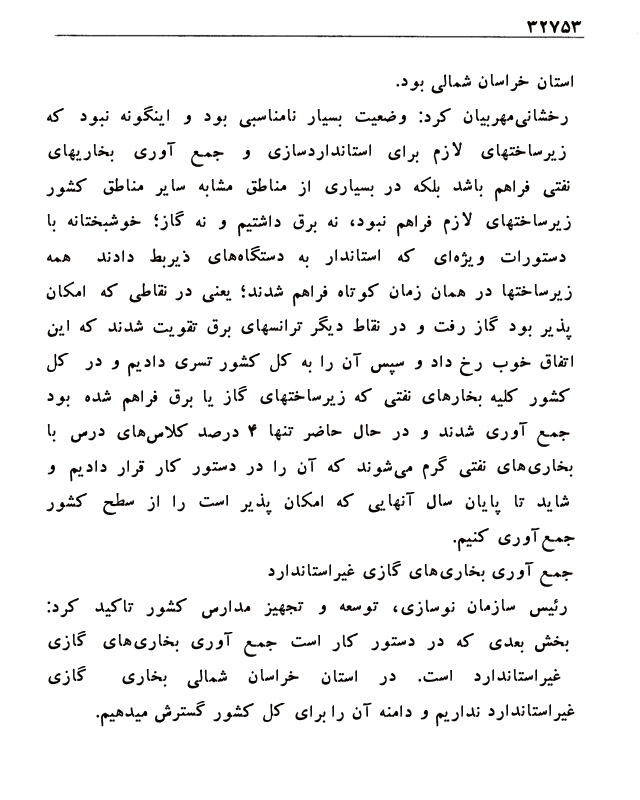 ۳۲۷۵۳
استان خراسان شمالی بود.
رخشانی‌مهربیان کرد: وضعیت بسیار نامناسبی بود و اینگونه نبود که
زیرساختهای لازم برای استانداردسازی و جمع آوری بخاریهای
نفتی فراهم باشد بلکه در بسیاری از مناطق مشابه سایر مناطق کشور
زیرساختهای لازم فراهم نبود، نه برق داشتیم و نه گاز؛ خوشبختانه با
دستورات ویژه‌ای که استاندار به دستگاه‌های ذیربط دادند همه
زیرساختها در همان زمان کوتاه فراهم شدند؛ یعنی در نقاطی که امکان
پذیر بود گاز رفت و در نقاط دیگر ترانسهای برق تقویت شدند که این
اتفاق خوب رخ داد و سپس آن را به کل کشور تسری دادیم و در کل
کشور کلیه بخارهای نفتی که زیرساختهای گاز یا برق فراهم شده بود
جمع آوری شدند و در حال حاضر تنها ۴ درصد کلاس‌های درس با
بخاری‌های نفتی گرم می‌شوند که آن را در دستور کار قرار دادیم و
شاید تا پایان سال آنهایی که امکان پذیر است را از سطح کشور
جمع‌آوری کنیم.
جمع آوری بخاری‌های گازی غیراستاندارد
رئیس سازمان نوسازی، توسعه و تجهیز مدارس کشور تاکید کرد:
بخش بعدی که در دستور کار است جمع آوری بخاری‌های گازی
غیراستاندارد است. در استان خراسان شمالی بخاری گازی
غیراستاندارد نداریم و دامنه آن را برای کل کشور گسترش میدهیم.